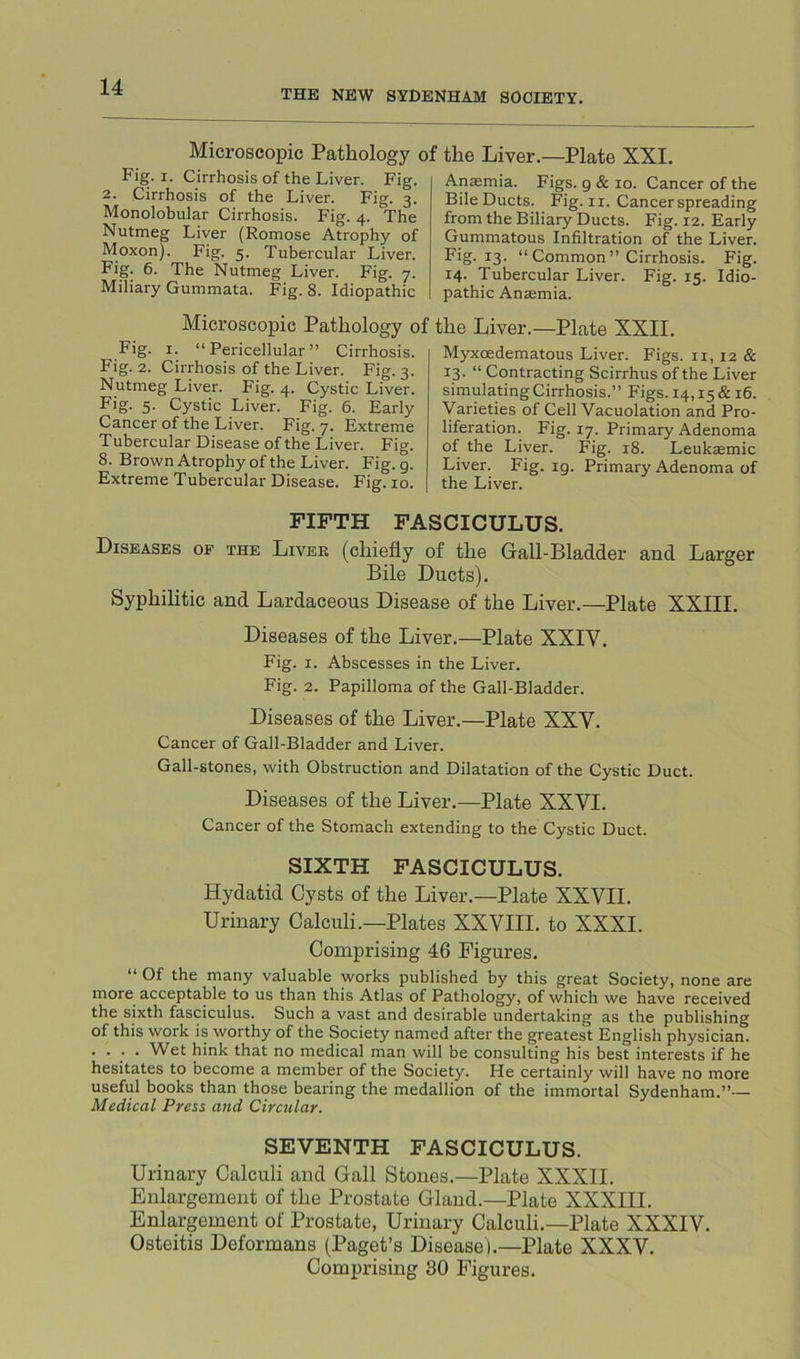 14
THE NEW SYDENHAM SOCIETY.
Microscopic Pathology of the Liver.—Plate XXI.
Fig. 1. Cirrhosis of the Liver. Fig.
2. Cirrhosis of the Liver. Fig. 3.
Monolobular Cirrhosis. Fig. 4. The
Nutmeg Liver (Romose Atrophy of
Moxon). Fig. 5. Tubercular Liver.
Fig. 6. The Nutmeg Liver. Fig. 7.
Miliary Gummata. Fig. 8. Idiopathic
Anæmia. Figs. 9 & 10. Cancer of the
Bile Ducts. Fig. 11. Cancer spreading
from the Biliary Ducts. Fig. 12. Early
Gummatous Infiltration of the Liver.
Fig. 13. “Common” Cirrhosis. Fig.
14. Tubercular Liver. Fig. 15. Idio-
pathic Anæmia.
Microscopic Pathology of the Liver.—Plate XXII.
Fig. 1. “Pericellular” Cirrhosis.
Fig. 2. Cirrhosis of the Liver. Fig. 3.
Nutmeg Liver. Fig. 4. Cystic Liver.
Fig. 5. Cystic Liver. Fig. 6. Early
Cancer of the Liver. Fig. 7. Extreme
Tubercular Disease of the Liver. Fig.
8. Brown Atrophy of the Liver. Fig. 9.
Extreme Tubercular Disease. Fig. 10.
Myxœdematous Liver. Figs. 11, 12 &
13. “Contracting Scirrhus of the Liver
simulating Cirrhosis.” Figs. 14, 15 & 16.
Varieties of Cell Vacuolation and Pro-
liferation. Fig. 17. Primary Adenoma
of the Liver. Fig. 18. Leukæmic
Liver. Fig. 19. Primary Adenoma of
the Liver.
FIFTH FASCICULUS.
Diseases of the Liver (chiefly of the Gall-Bladder and Larger
Bile Ducts).
Syphilitic and Lardaceous Disease of the Liver.—Plate XXIII.
Diseases of the Liver.—Plate XXIV.
Fig. 1. Abscesses in the Liver.
Fig. 2. Papilloma of the Gall-Bladder.
Diseases of the Liver.—Plate XXV.
Cancer of Gall-Bladder and Liver.
Gall-stones, with Obstruction and Dilatation of the Cystic Duct.
Diseases of the Liver.—Plate XXVI.
Cancer of the Stomach extending to the Cystic Duct.
SIXTH FASCICULUS.
Hydatid Cysts of the Liver.—Plate XXVII.
Urinary Calculi.—Plates XXVIII. to XXXI.
Comprising 46 Figures.
“Of the many valuable works published by this great Society, none are
more acceptable to us than this Atlas of Pathology, of which we have received
the sixth fasciculus. Such a vast and desirable undertaking as the publishing
of this work is worthy of the Society named after the greatest English physician.
. . . . Wet hink that no medical man will be consulting his best interests if he
hesitates to become a member of the Society. He certainly will have no more
useful books than those bearing the medallion of the immortal Sydenham.”—
Medical Press and Circular.
SEVENTH FASCICULUS.
Urinary Calculi and Gall Stones.—Plate XXXII.
Enlargement of the Prostate Gland.—Plate XXXIII.
Enlargement of Prostate, Urinary Calculi.—Plate XXXIV.
Osteitis Deformans (Paget’s Disease).—Plate XXXV.
Comprising 30 Figures.